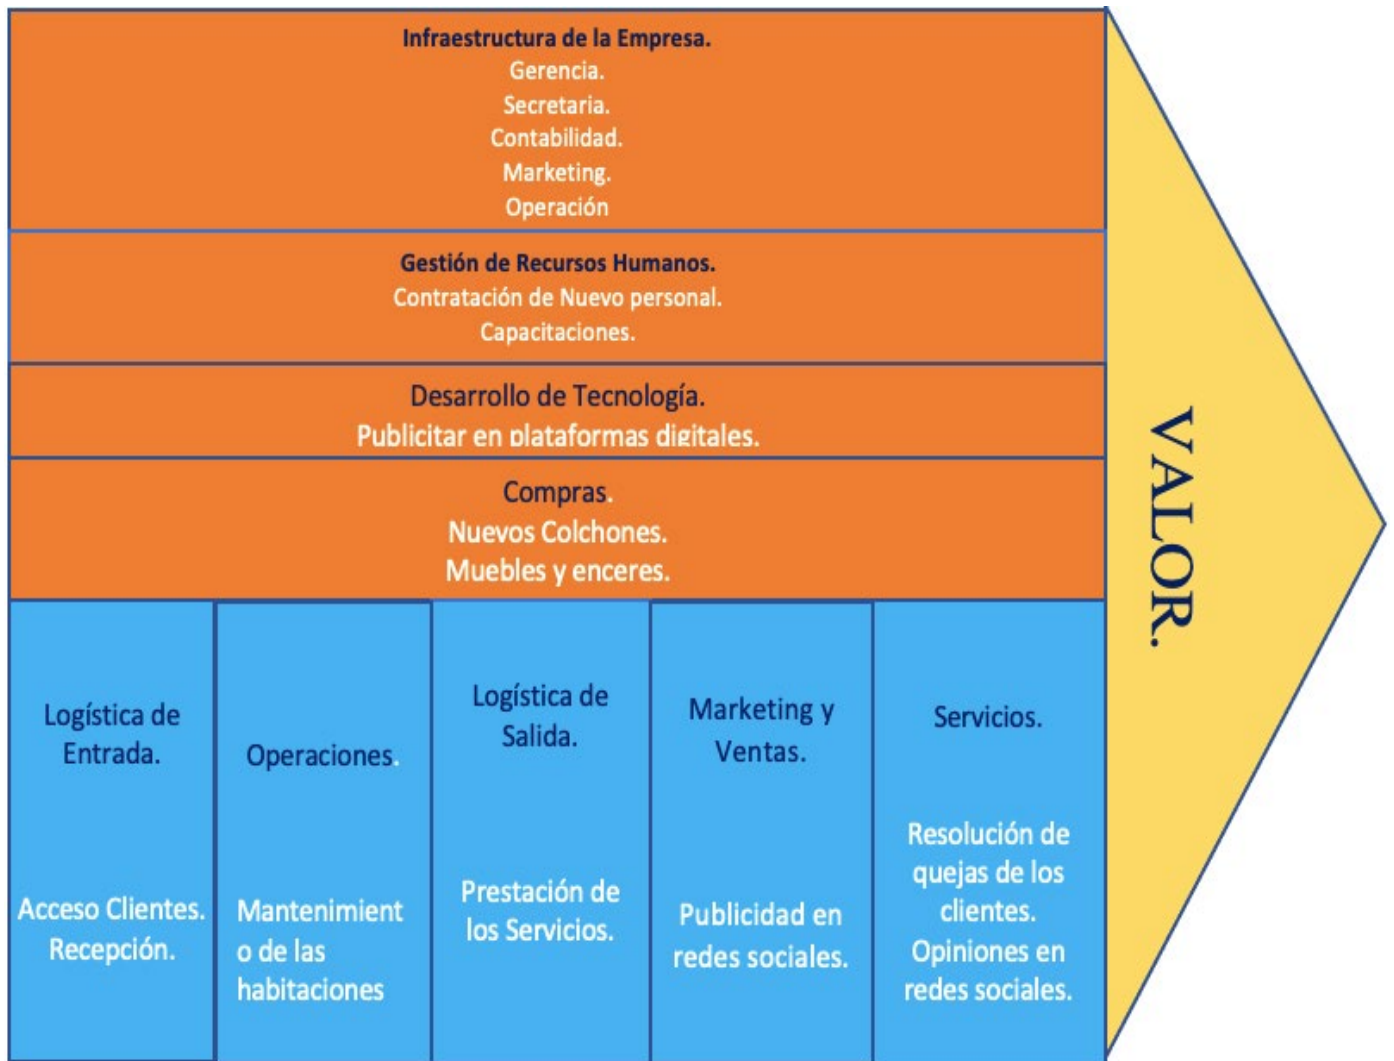 Infraestructura de la Empresa.
Gerencia.
Secretaria.
Contabilidad.
Marketing.
Operación
Gestión de Recursos Humanos.
Contratación de Nuevo personal.
Capacitaciones.
Desarrollo de Tecnología.
Publicitar en plataformas digitales.
Compras.
Nuevos Colchones.
Muebles y enceres.
Logística de
Entrada.
Acceso Clientes.
Recepción.
Operaciones.
Mantenimient
o de las
habitaciones
Logística de
Salida.
Prestación de
los Servicios.
Marketing y
Ventas.
Publicidad en
redes sociales.
Servicios.
Resolución de
quejas de los
clientes.
Opiniones en
redes sociales.
VALOR.